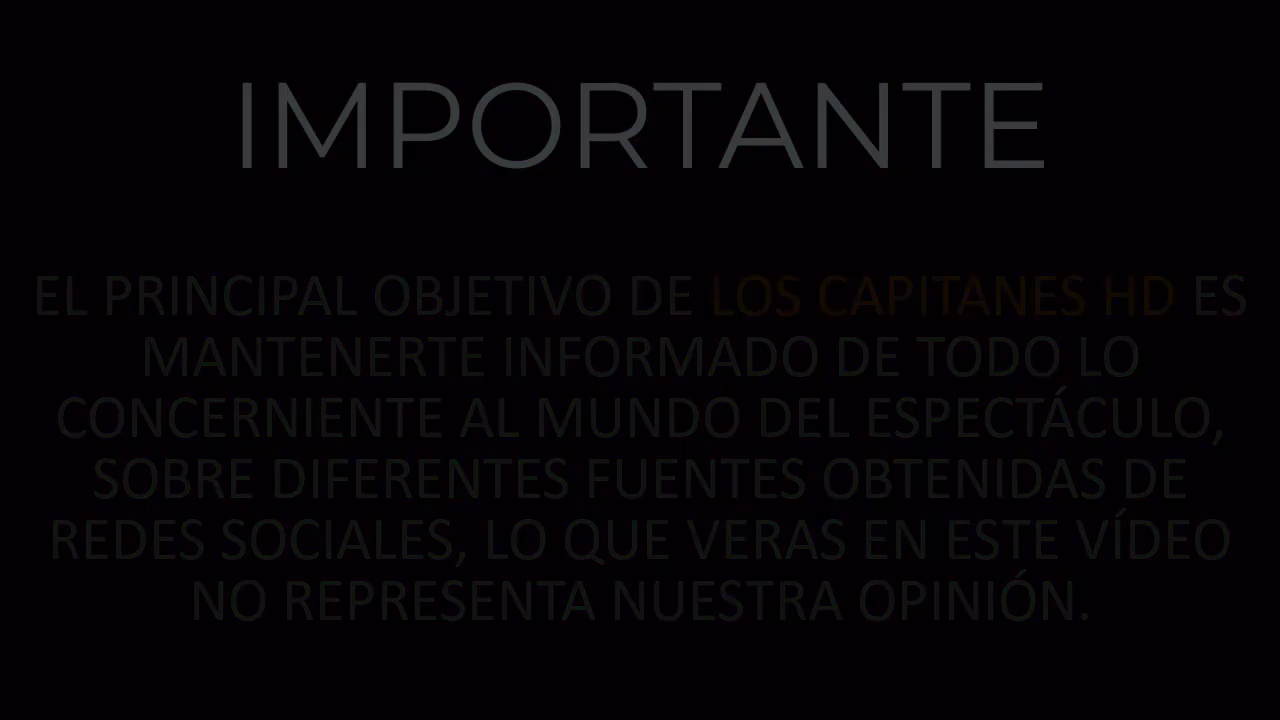 IMPORTANTE
EL PRINCIPAL OBJETIVO DE LOS CAPITANES HD ES
MANTENERTE INFORMADO DE TODO LO
CONCERNIENTE AL MUNDO DEL ESPECTÁCULO,
SOBRE DIFERENTES FUENTES OBTENIDAS DE
REDES SOCIALES, LO QUE VERAS EN ESTE VÍDEO
NO REPRESENTA NUESTRA OPINIÓN.